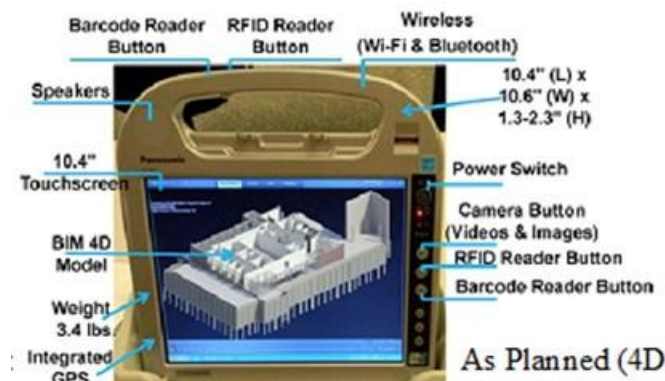 Barcode Reader
Button
RFID Reader
Button
Wireless
(Wi-Fi & Bluetooth)
Speakers
10.4" (L) x
10.6" (W) x
1.3-2.3" (H)
Panasonic
10.4"
Touchscreen
Power Switch
Camera Button
(Videos & Images)
BIM 4D
Model
RFID Reader Button
Barcode Reader Button
Weight
3.4 lbs.
Integrated
GPS
As Planned (4D